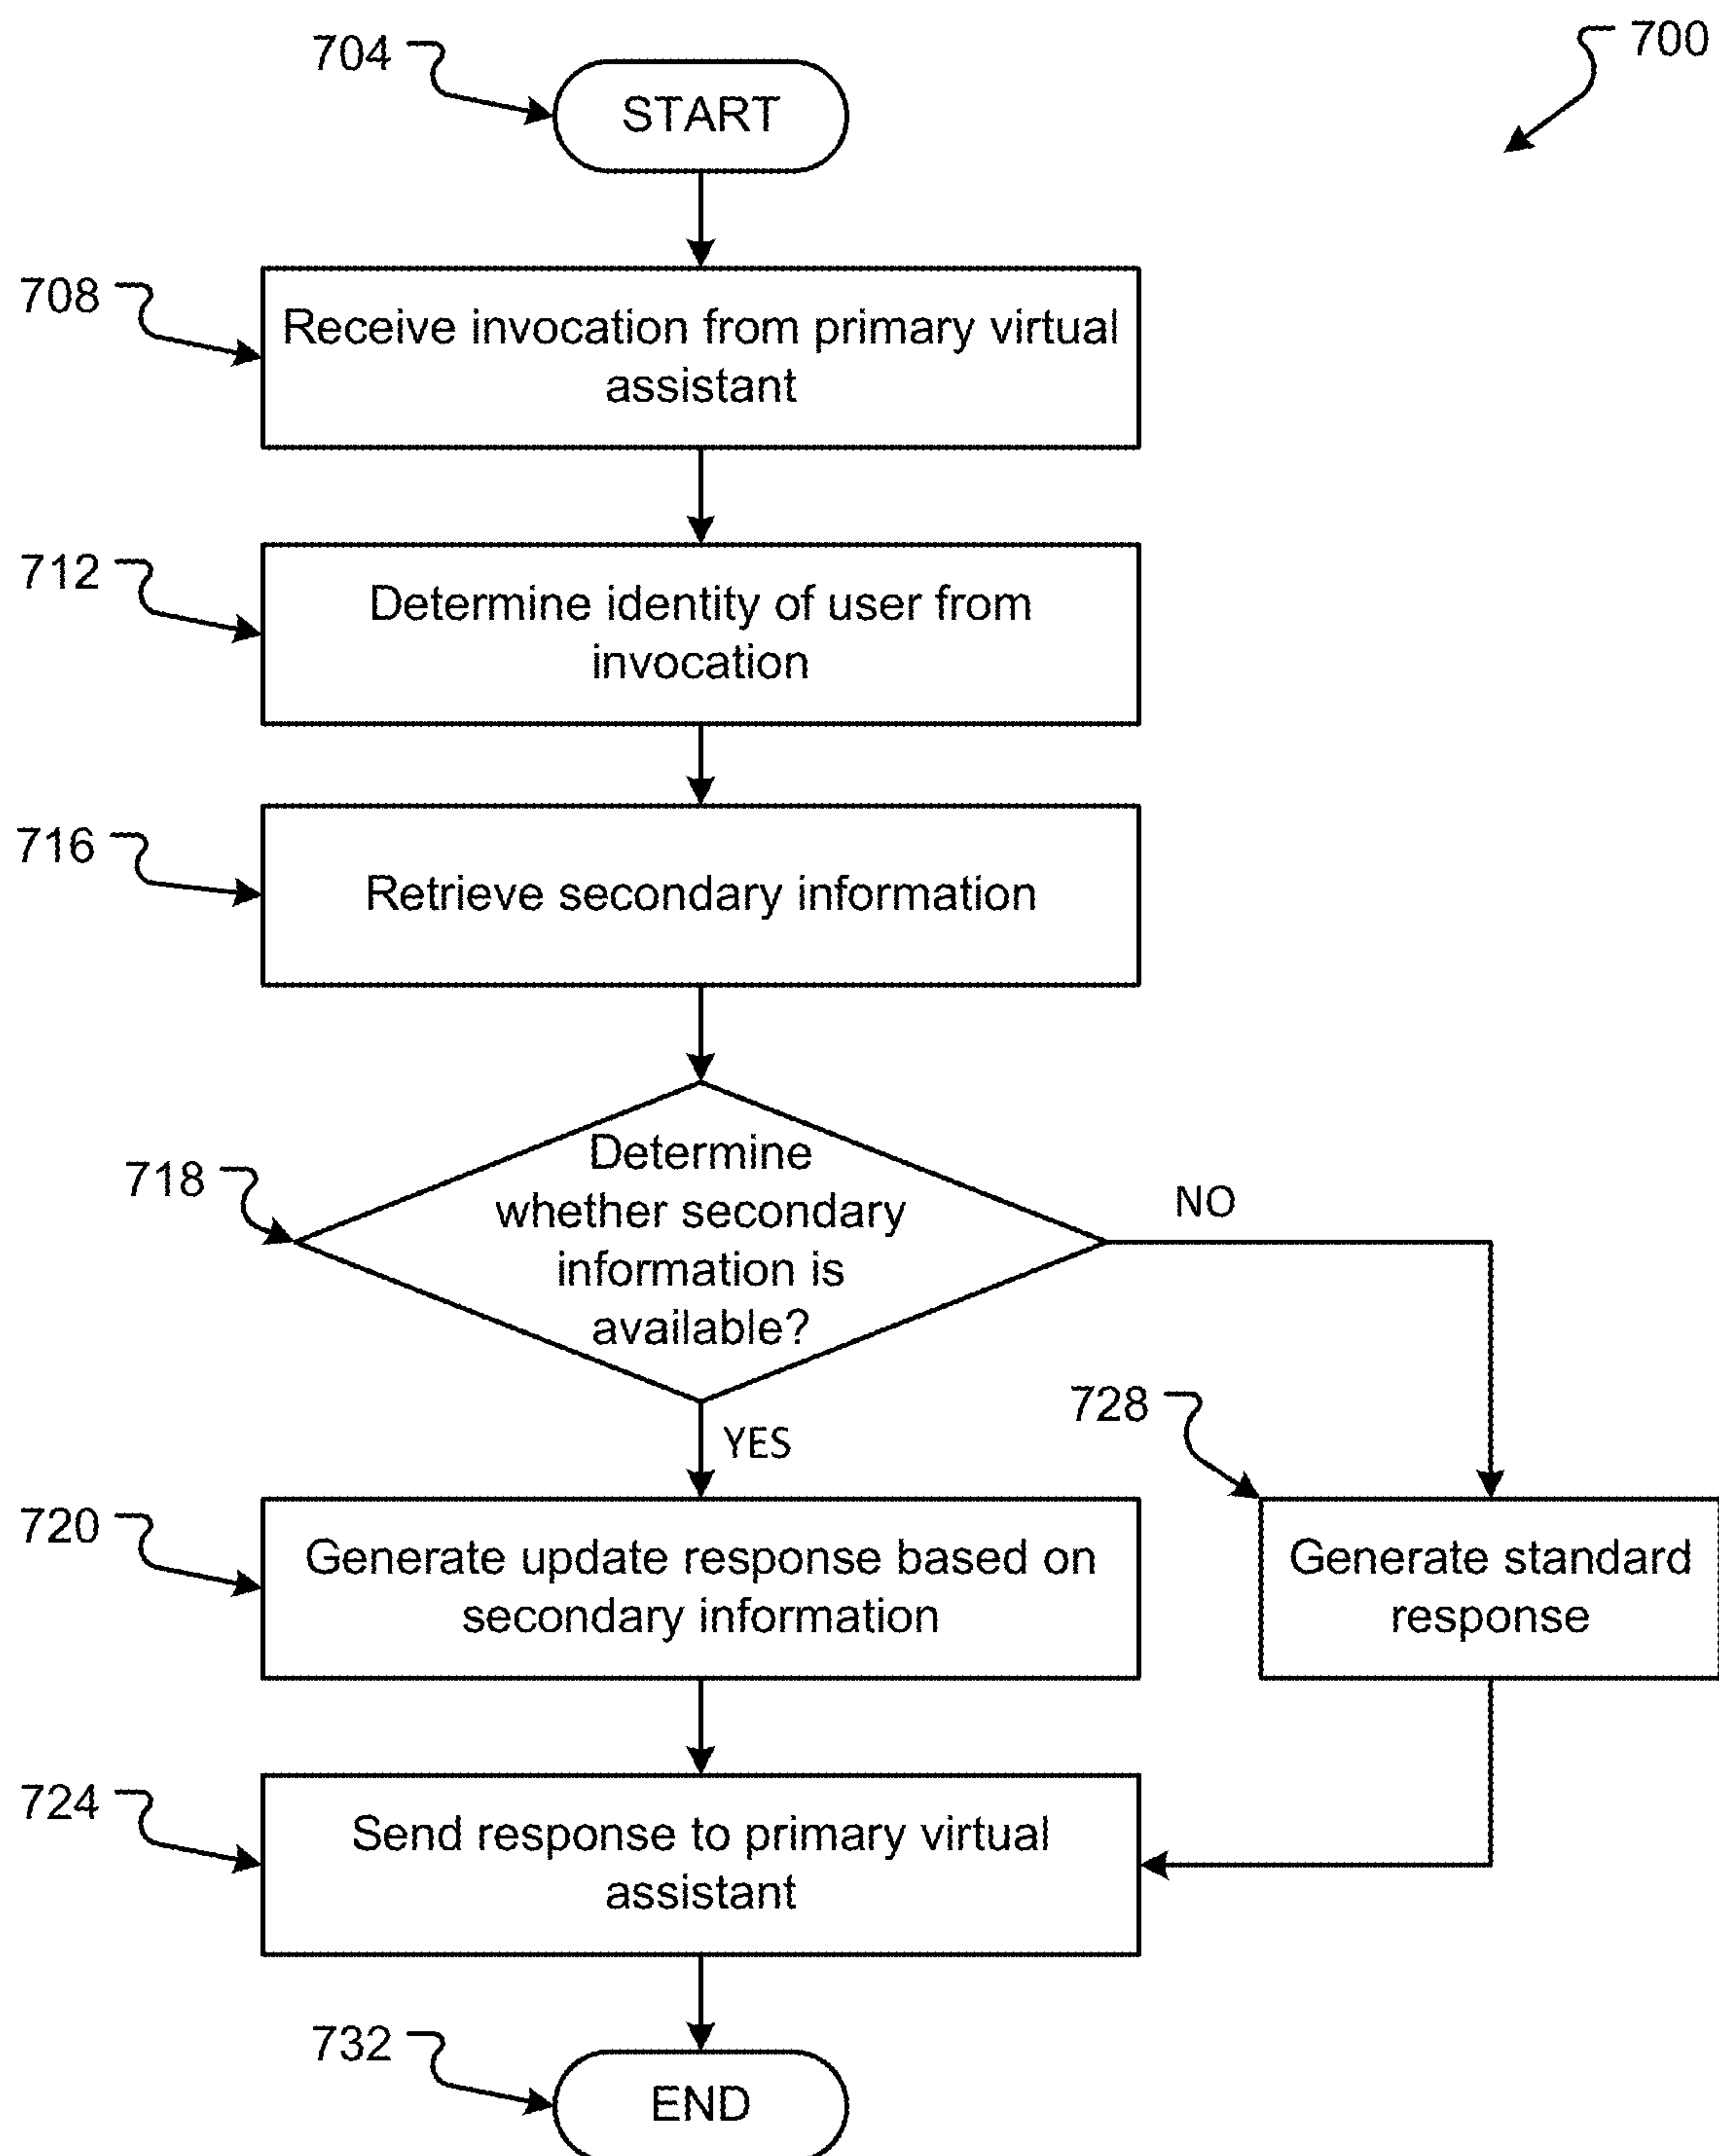 704
700
START
708
Receive invocation from primary virtual
assistant
712
Determine identity of user from
invocation
716
Retrieve secondary information
718
Determine
whether secondary
information is
available?
NO
YES
728
720
Generate update response based on
secondary information
Generate standard
response
724
Send response to primary virtual
assistant
732
END